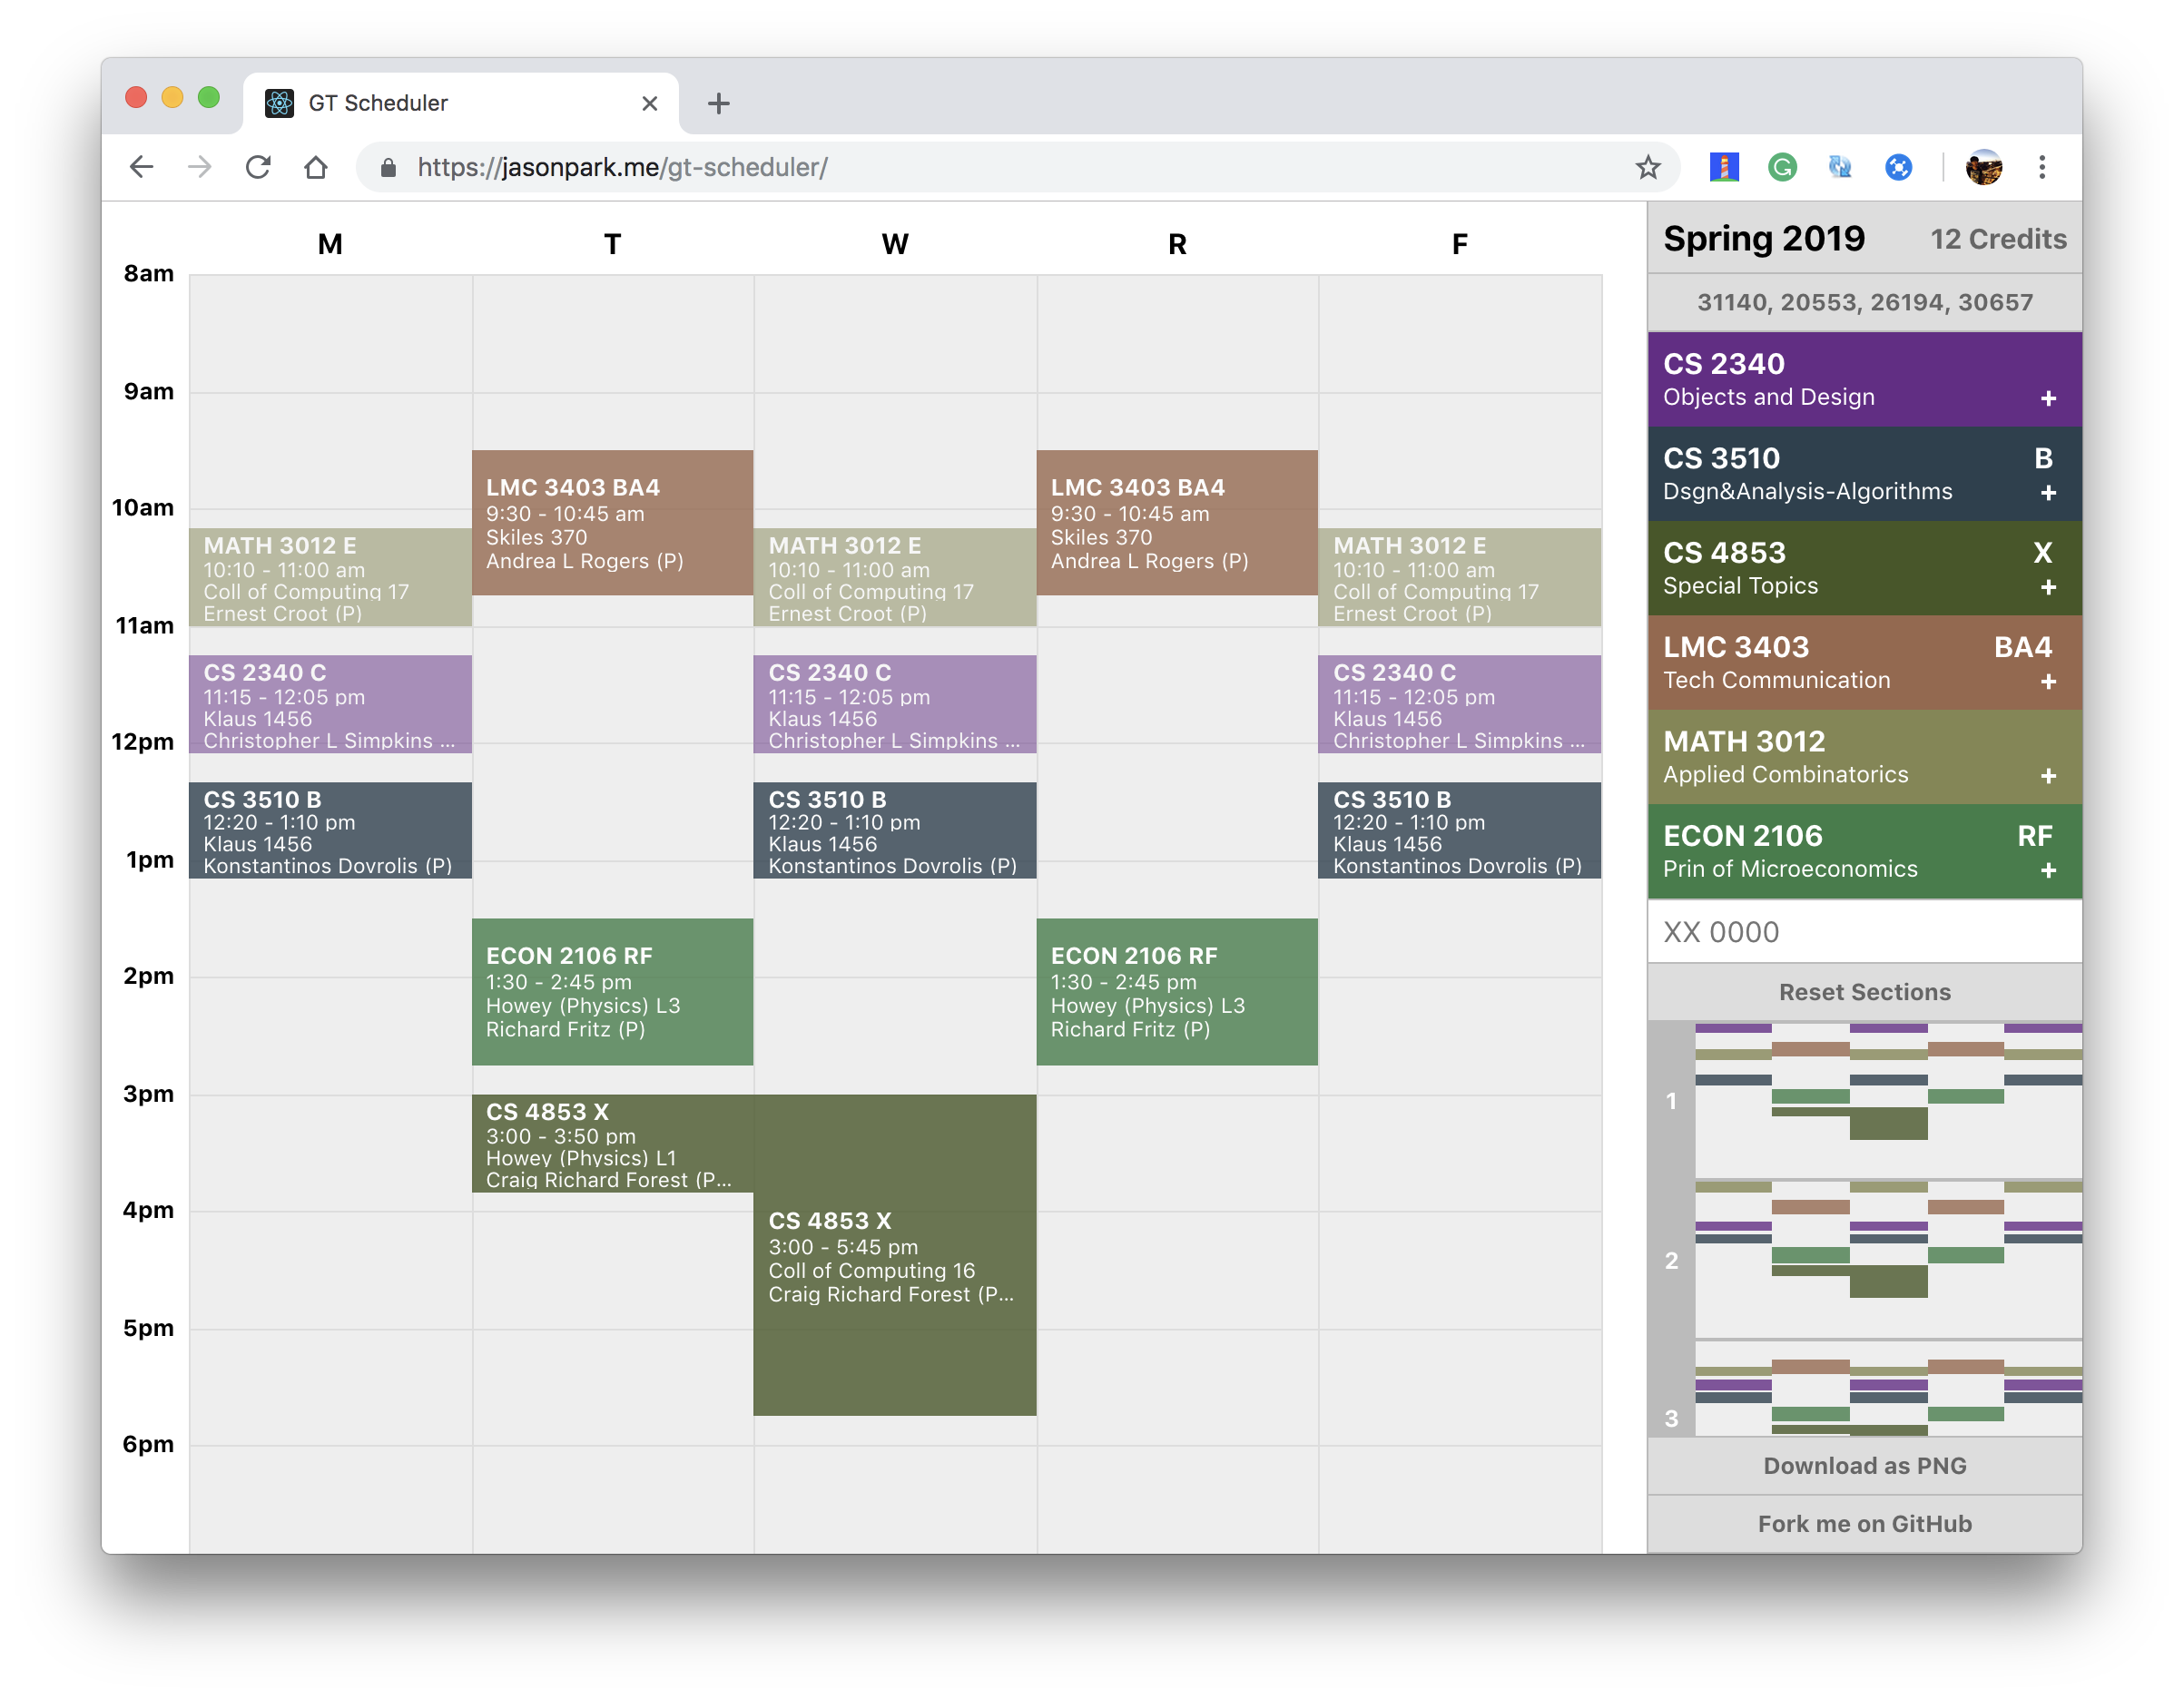 GT Scheduler
https://jasonpark.me/gt-scheduler/
M T W R F
8am
9am
10am
11am
12pm
1pm
2pm
3pm
4pm
5pm
6pm
MATH 3012 E
10:10 - 11:00 am
Coll of Computing 17
Ernest Croot (P)
CS 2340 C
11:15 - 12:05 pm
Klaus 1456
Christopher L Simpkins ...
CS 3510 B
12:20 - 1:10 pm
Klaus 1456
Konstantinos Dovrolis (P)
LMC 3403 BA4
9:30 - 10:45 am
Skiles 370
Andrea L Rogers (P)
ECON 2106 RF
1:30 - 2:45 pm
Howey (Physics) L3
Richard Fritz (P)
CS 4853 X
3:00 - 3:50 pm
Howey (Physics) L1
Craig Richard Forest (P...
MATH 3012 E
10:10 - 11:00 am
Coll of Computing 17
Ernest Croot (P)
CS 2340 C
11:15 - 12:05 pm
Klaus 1456
Christopher L Simpkins ...
CS 3510 B
12:20 - 1:10 pm
Klaus 1456
Konstantinos Dovrolis (P)
CS 4853 X
3:00 - 5:45 pm
Coll of Computing 16
Craig Richard Forest (P...
LMC 3403 BA4
9:30 - 10:45 am
Skiles 370
Andrea L Rogers (P)
ECON 2106 RF
1:30 - 2:45 pm
Howey (Physics) L3
Richard Fritz (P)
MATH 3012 E
10:10 - 11:00 am
Coll of Computing 17
Ernest Croot (P)
CS 2340 C
11:15 - 12:05 pm
Klaus 1456
Christopher L Simpkins ...
CS 3510 B
12:20 - 1:10 pm
Klaus 1456
Konstantinos Dovrolis (P)
Spring 2019 12 Credits
31140, 20553, 26194, 30657
CS 2340
Objects and Design +
CS 3510 B
Dsgn&Analysis-Algorithms +
CS 4853 X
Special Topics +
LMC 3403 BA4
Tech Communication +
MATH 3012
Applied Combinatorics +
ECON 2106 RF
Prin of Microeconomics +
XX 0000
Reset Sections
1
2
3
Download as PNG
Fork me on GitHub